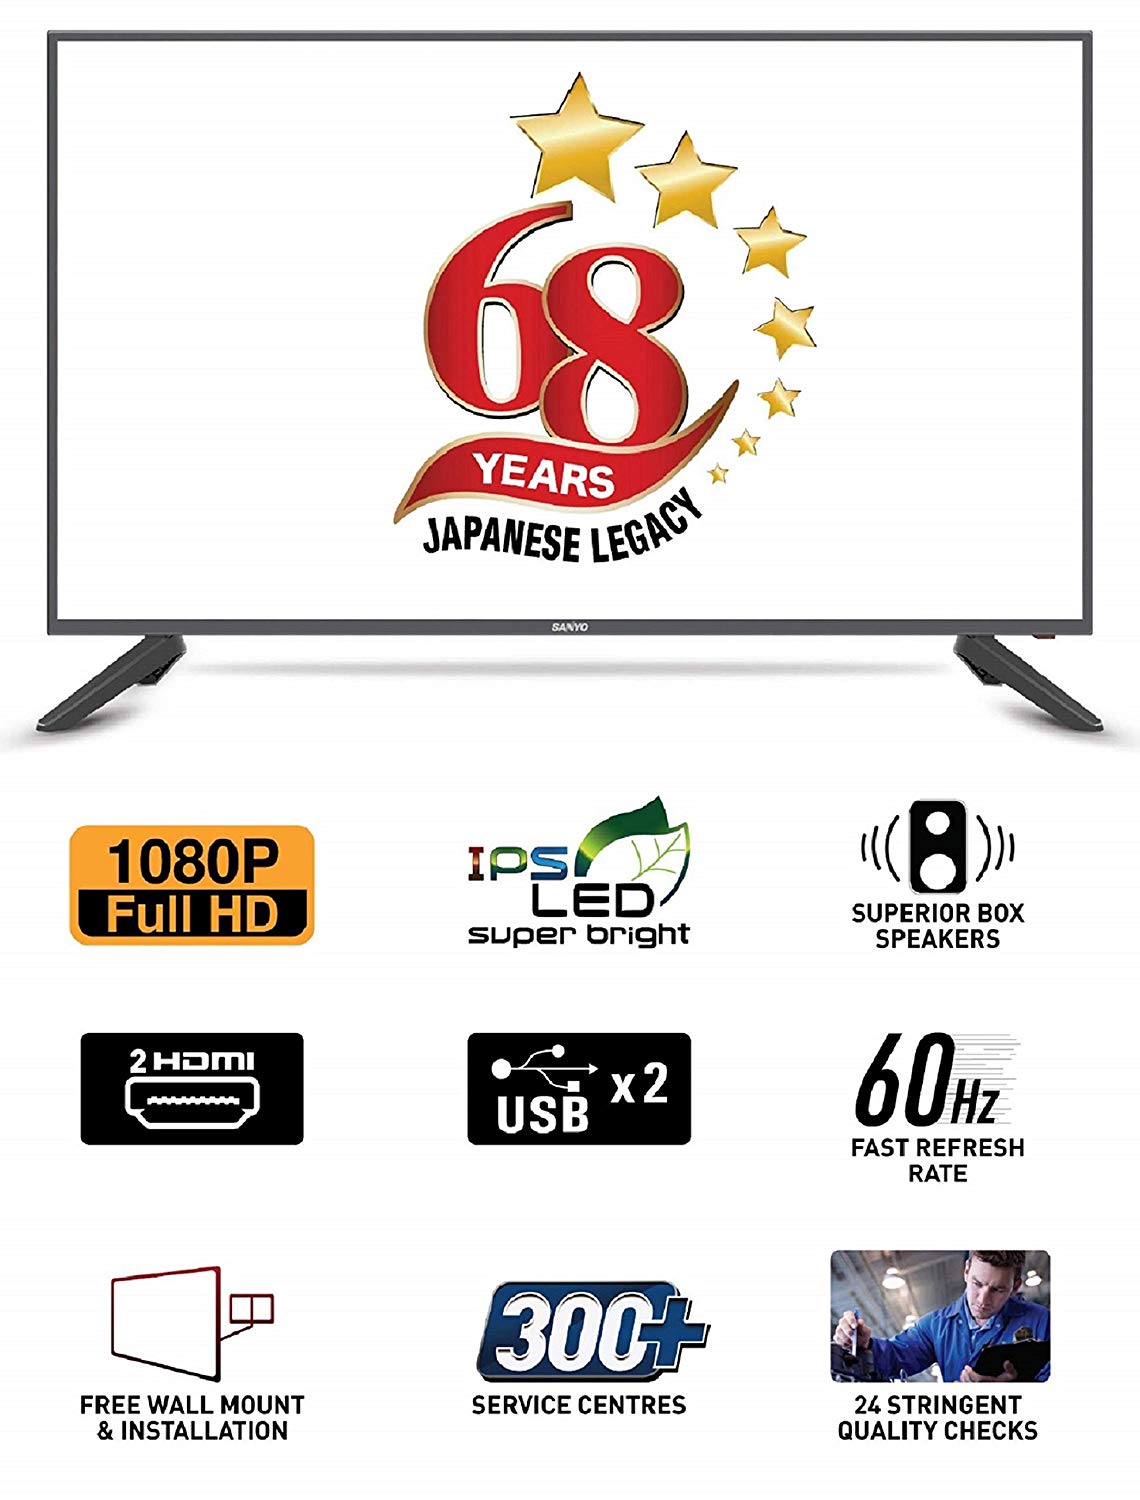 68
YEARS
JAPANESE LEGACY
SANYO
1080P
Full HD
IPS
LED
super bright
SUPERIOR BOX
SPEAKERS
2 HDMI
USB x2
60Hz
FAST REFRESH
RATE
FREE WALL MOUNT
& INSTALLATION
300+
SERVICE CENTRES
24 STRINGENT
QUALITY CHECKS